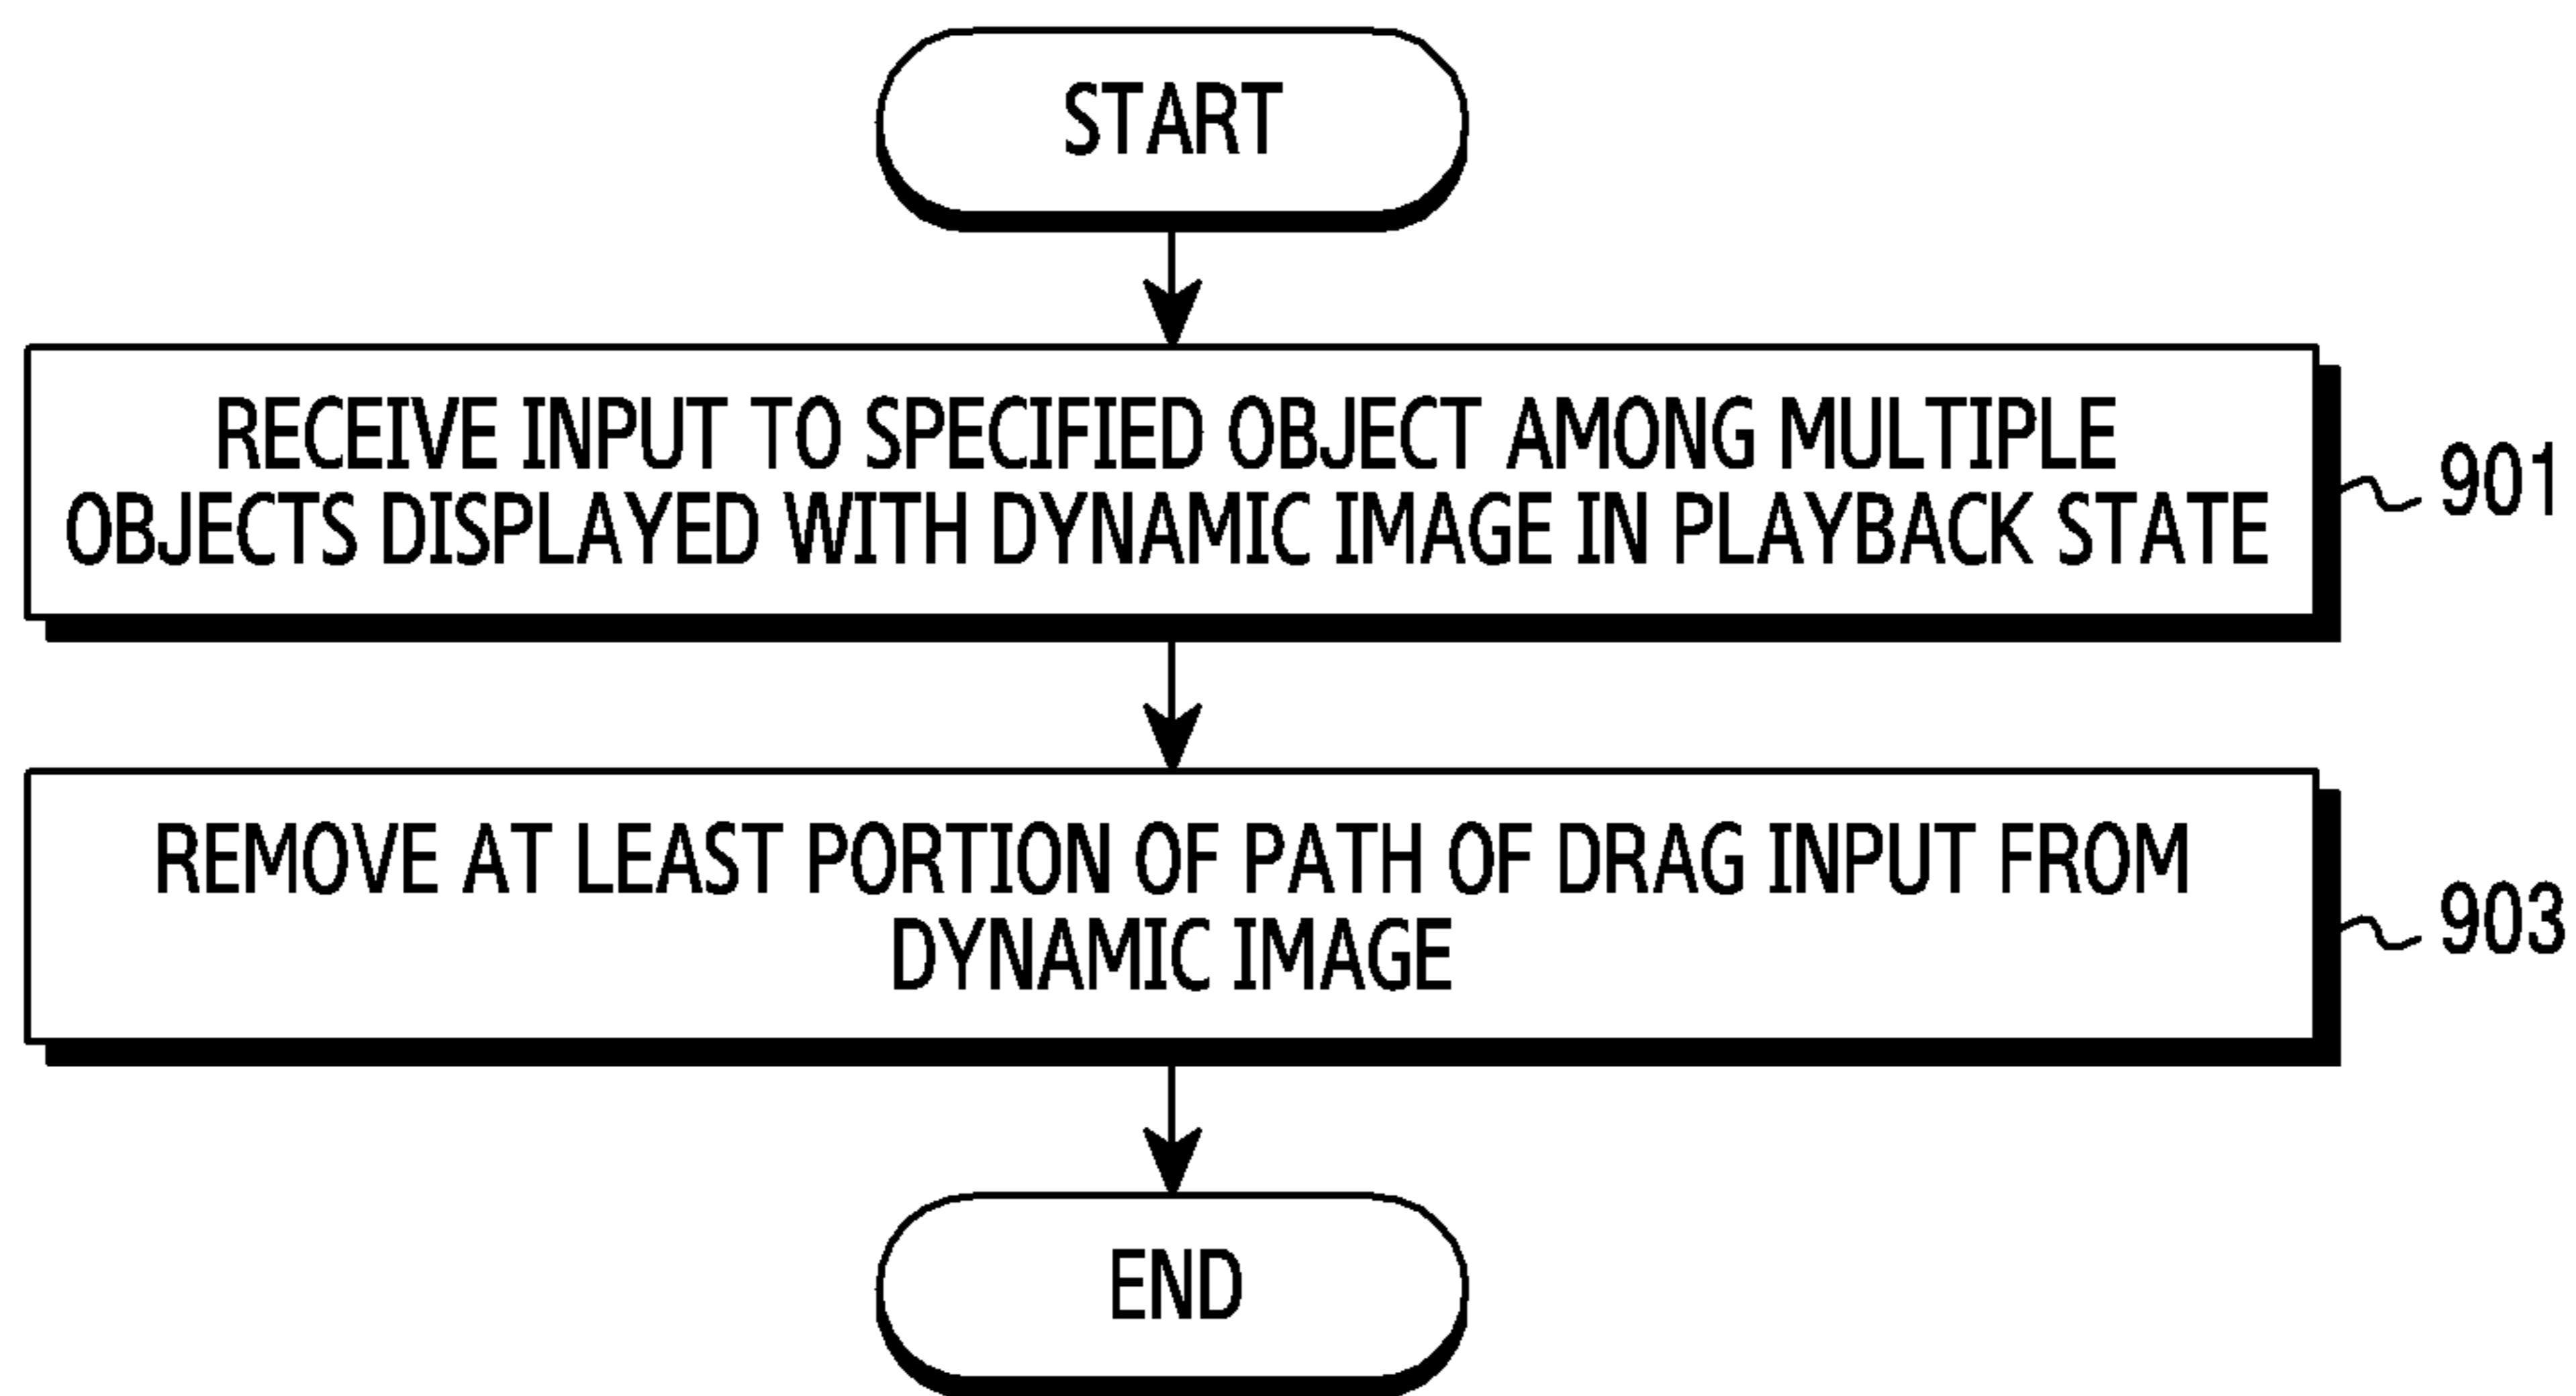 START
RECEIVE INPUT TO SPECIFIED OBJECT AMONG MULTIPLE
OBJECTS DISPLAYED WITH DYNAMIC IMAGE IN PLAYBACK STATE
901
REMOVE AT LEAST PORTION OF PATH OF DRAG INPUT FROM
DYNAMIC IMAGE
903
END